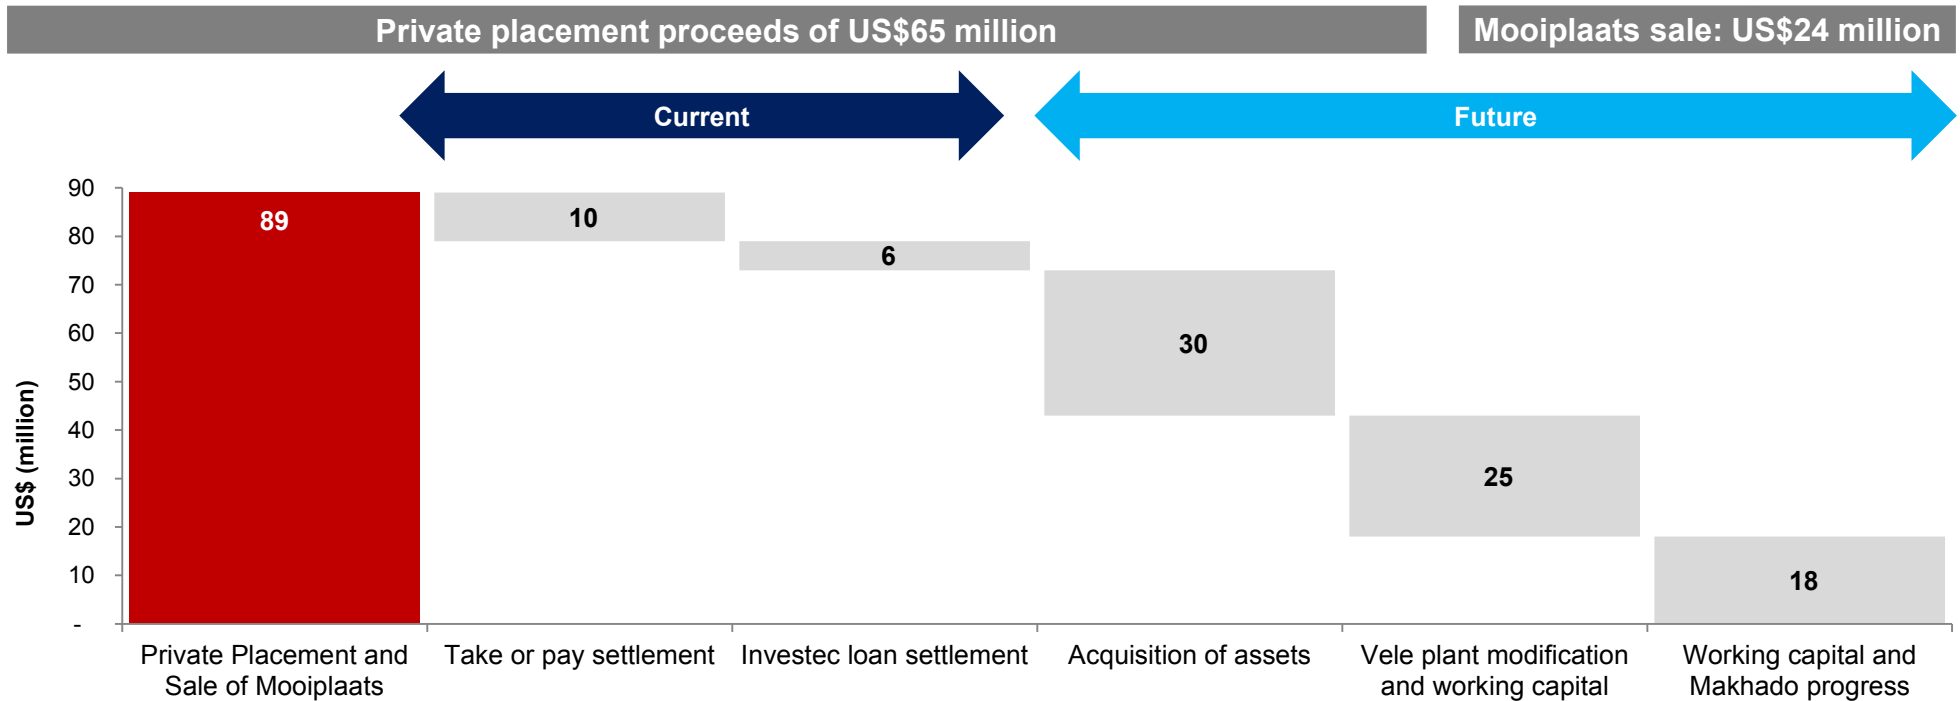 Private placement proceeds of US$65 million
Mooiplaats sale: US$24 million
Current
Future
US$ (million)
90
80
70
60
50
40
30
20
10
-
89
10
6
30
25
18
Private Placement and
Sale of Mooiplaats
Take or pay settlement
Investec loan settlement
Acquisition of assets
Vele plant modification
and working capital
Working capital and
Makhado progress